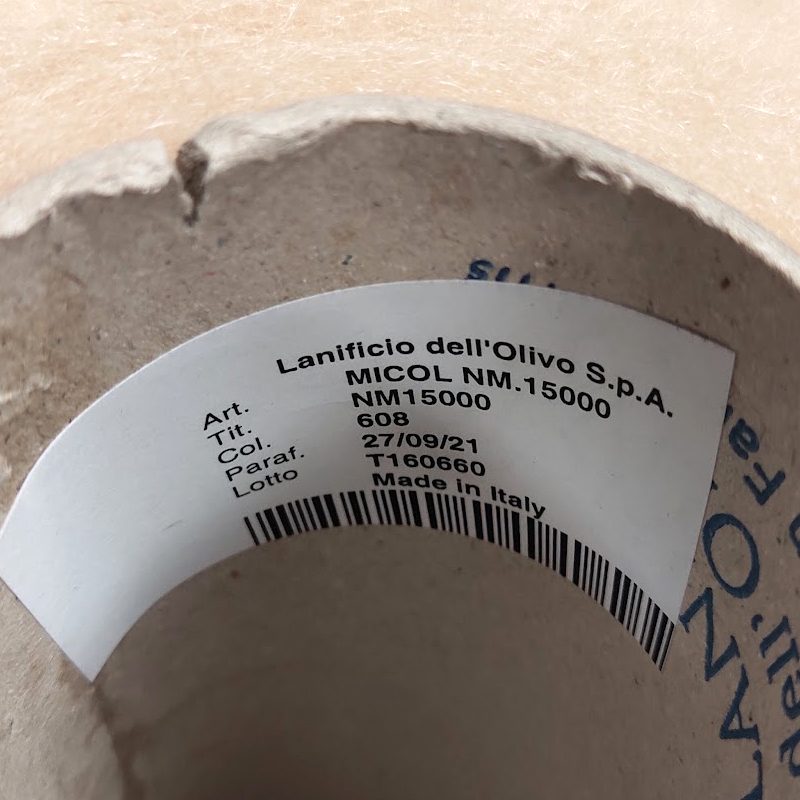 Lanificio dell'Olivo S.p.A.
Art. MICOL NM.15000
Tit. NM15000
Col. 608
Paraf. 27/09/21
Lotto T160660
Made in Italy